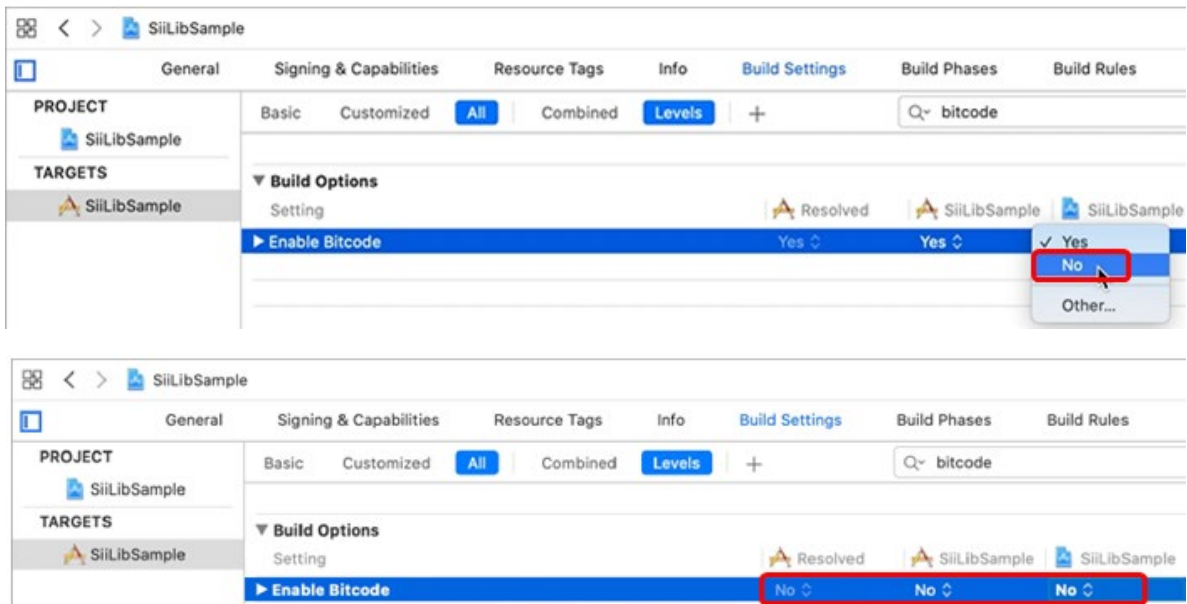 SiiLibSample
General Signing & Capabilities Resource Tags Info Build Settings Build Phases Build Rules
PROJECT Basic Customized All Combined Levels + bitcode
SiiLibSample
TARGETS
▼ Build Options
SiiLibSample Setting Resolved SiiLibSample SiiLibSample
▶ Enable Bitcode Yes Yes ✓ Yes
No
Other...
SiiLibSample
General Signing & Capabilities Resource Tags Info Build Settings Build Phases Build Rules
PROJECT Basic Customized All Combined Levels + bitcode
SiiLibSample
TARGETS
▼ Build Options
SiiLibSample Setting Resolved SiiLibSample SiiLibSample
▶ Enable Bitcode No No No